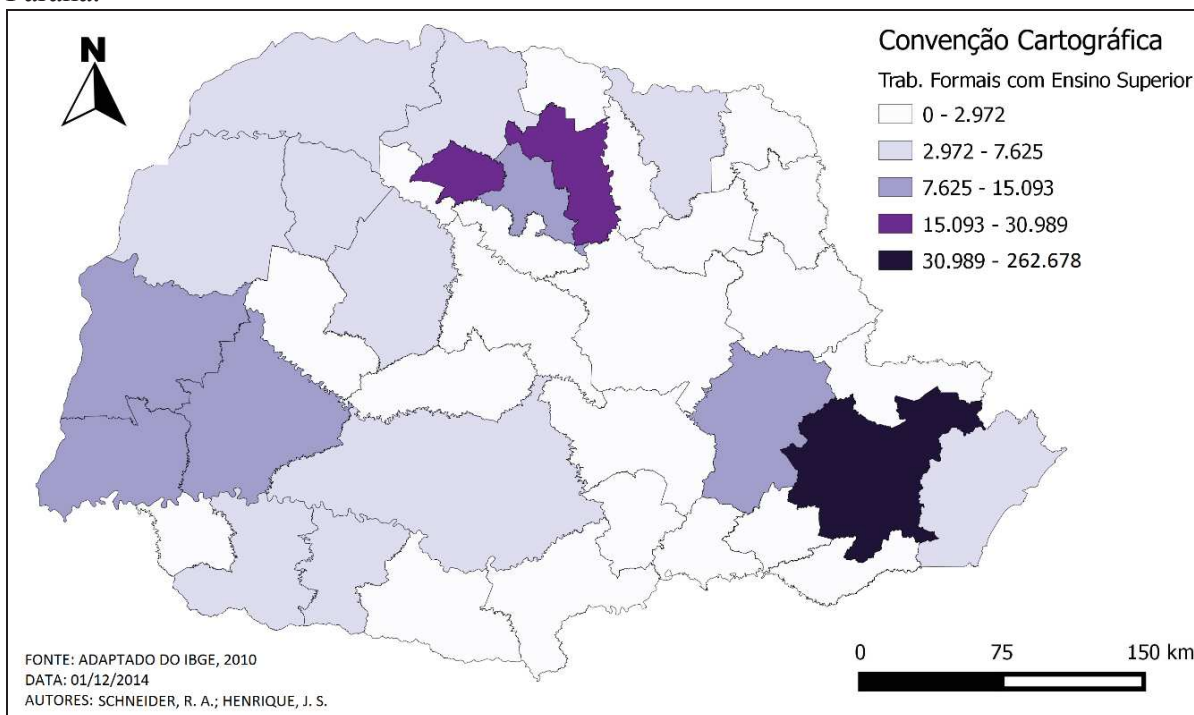 Paraná.
N
Convenção Cartográfica
Trab. Formais com Ensino Superior
0 - 2.972
2.972 - 7.625
7.625 - 15.093
15.093 - 30.989
30.989 - 262.678
FONTE: ADAPTADO DO IBGE, 2010
DATA: 01/12/2014
AUTORES: SCHNEIDER, R. A.; HENRIQUE, J. S.
0 75 150 km